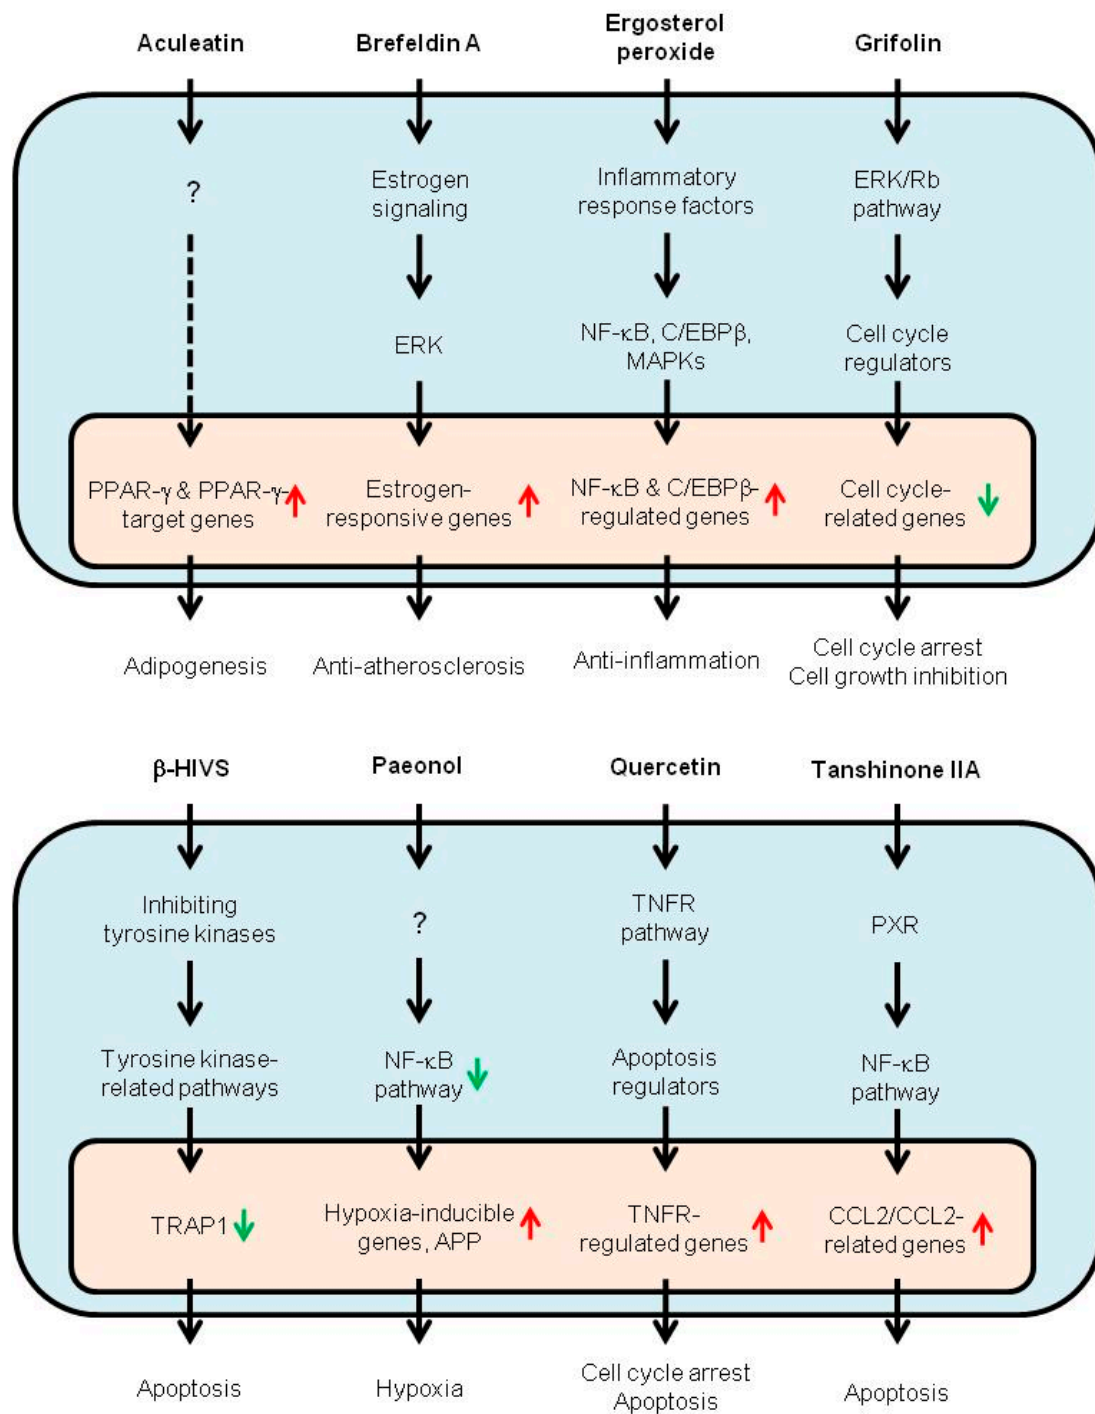 Aculeatin
Brefeldin A
Ergosterol
peroxide
Grifolin
?
Estrogen
signaling
Inflammatory
response factors
ERK/Rb
pathway
ERK
NF-κB, C/EBPβ,
MAPKs
Cell cycle
regulators
PPAR-γ & PPAR-γ-
target genes
Estrogen-
responsive genes
NF-κB & C/EBPβ-
regulated genes
Cell cycle-
related genes
Adipogenesis
Anti-atherosclerosis
Anti-inflammation
Cell cycle arrest
Cell growth inhibition
β-HIVS
Paeonol
Quercetin
Tanshinone IIA
Inhibiting
tyrosine kinases
?
TNFR
pathway
PXR
Tyrosine kinase-
related pathways
NF-κB
pathway
Apoptosis
regulators
NF-κB
pathway
TRAP1
Hypoxia-inducible
genes, APP
TNFR-
regulated genes
CCL2/CCL2-
related genes
Apoptosis
Hypoxia
Cell cycle arrest
Apoptosis
Apoptosis